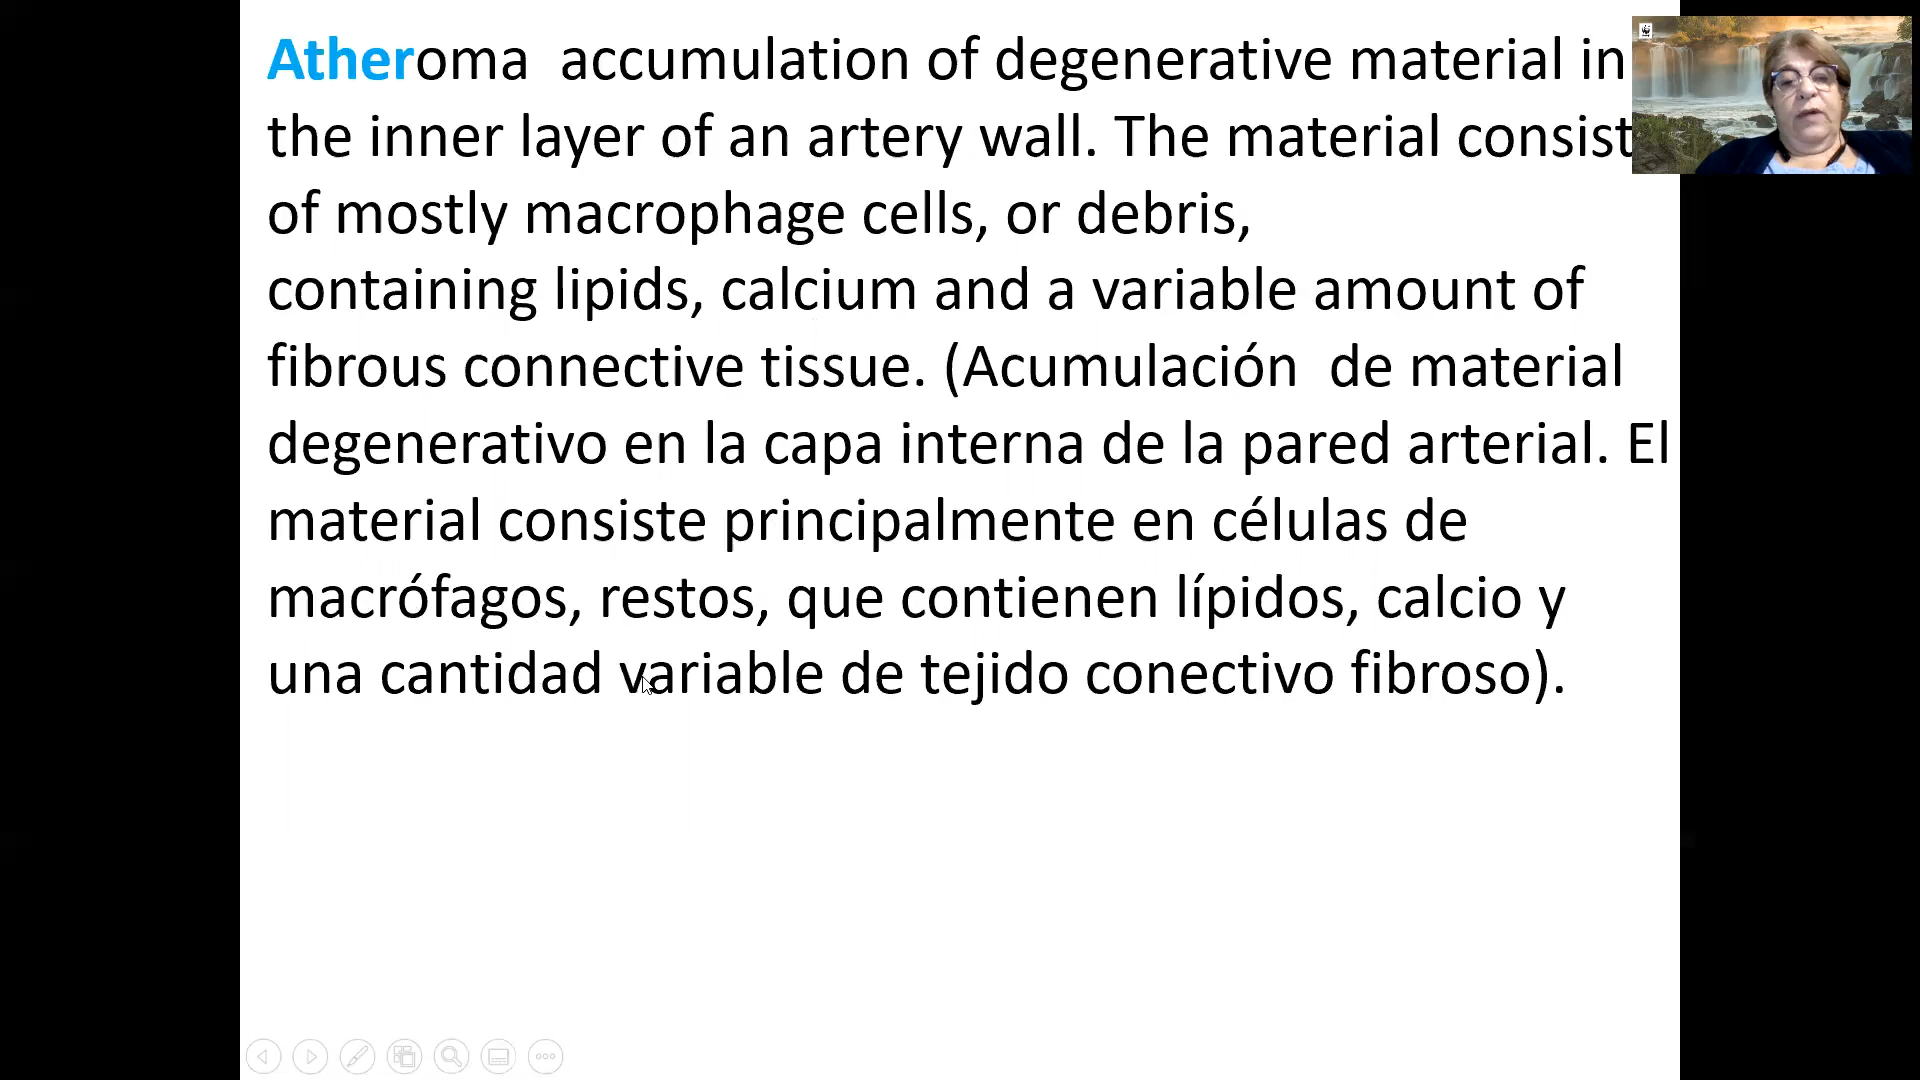 Atheroma  accumulation of degenerative material in
the inner layer of an artery wall. The material consist
of mostly macrophage cells, or debris,
containing lipids, calcium and a variable amount of
fibrous connective tissue. (Acumulación  de material
degenerativo en la capa interna de la pared arterial. El
material consiste principalmente en células de
macrófagos, restos, que contienen lípidos, calcio y
una cantidad variable de tejido conectivo fibroso).